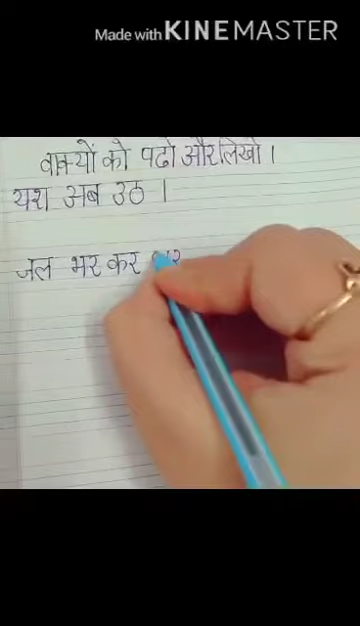 Made with KINEMASTER
वाक्यों को पढो और लिखो ।
यश अब उठ ।
जल भर कर